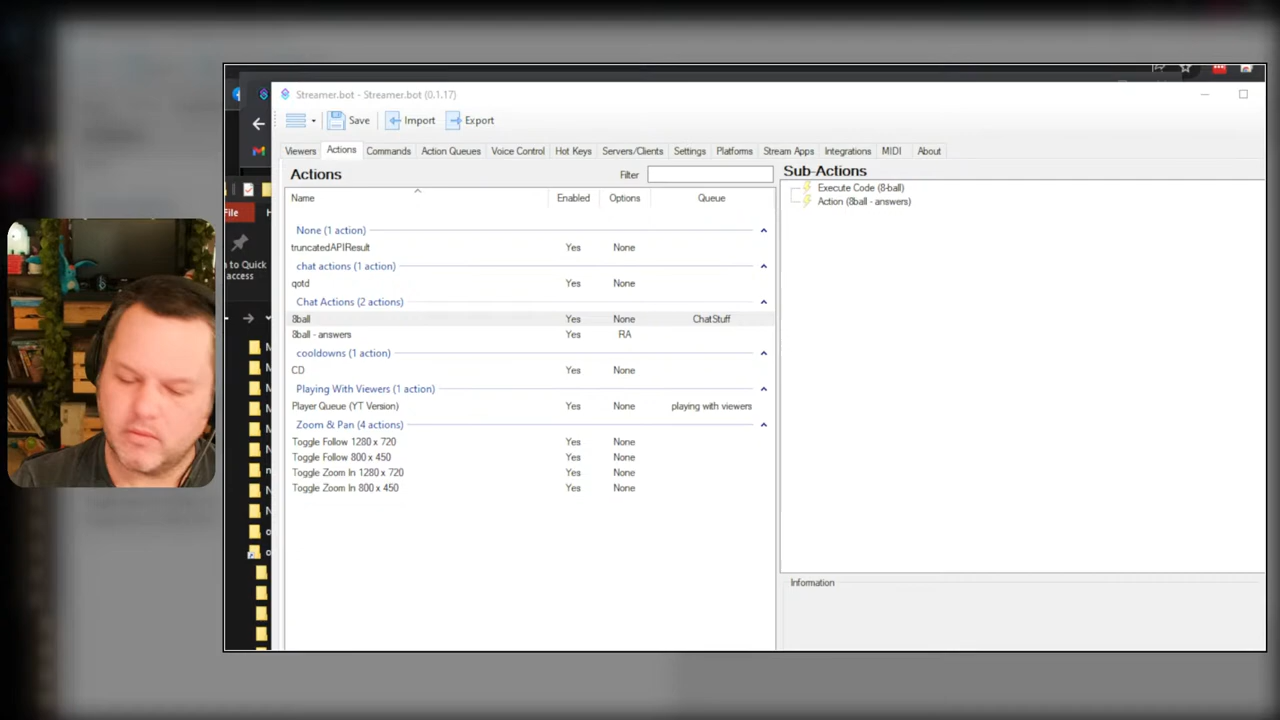 Streamer.bot - Streamer.bot (0.1.17)
Save Import Export
Viewers Actions Commands Action Queues Voice Control Hot Keys Servers/Clients Settings Platforms Stream Apps Integrations MIDI About
Actions Filter
Name Enabled Options Queue
None (1 action)
truncatedAPIResult Yes None
chat actions (1 action)
qotd Yes None
Chat Actions (2 actions)
8ball Yes None ChatStuff
8ball - answers Yes RA
cooldowns (1 action)
CD Yes None
Playing With Viewers (1 action)
Player Queue (YT Version) Yes None playing with viewers
Zoom & Pan (4 actions)
Toggle Follow 1280 x 720 Yes None
Toggle Follow 800 x 450 Yes None
Toggle Zoom In 1280 x 720 Yes None
Toggle Zoom In 800 x 450 Yes None
Sub-Actions
Execute Code (8-ball)
Action (8ball - answers)
Information
File
to Quick
access